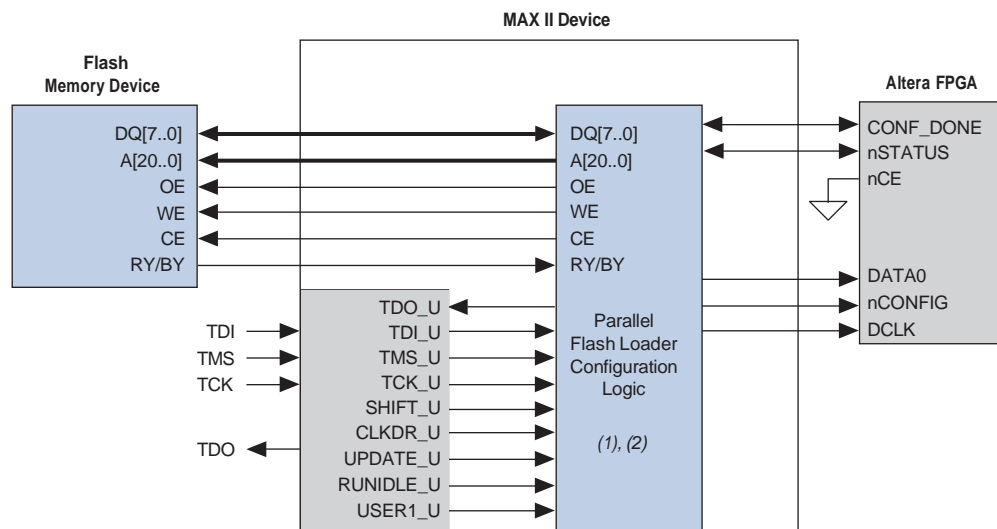 MAX II Device
Flash
Memory Device
Altera FPGA
DQ[7..0]
A[20..0]
OE
WE
CE
RY/BY
DQ[7..0]
A[20..0]
OE
WE
CE
RY/BY
Parallel
Flash Loader
Configuration
Logic
(1), (2)
CONF_DONE
nSTATUS
nCE
DATA0
nCONFIG
DCLK
TDI
TMS
TCK
TDO
TDO_U
TDI_U
TMS_U
TCK_U
SHIFT_U
CLKDR_U
UPDATE_U
RUNIDLE_U
USER1_U